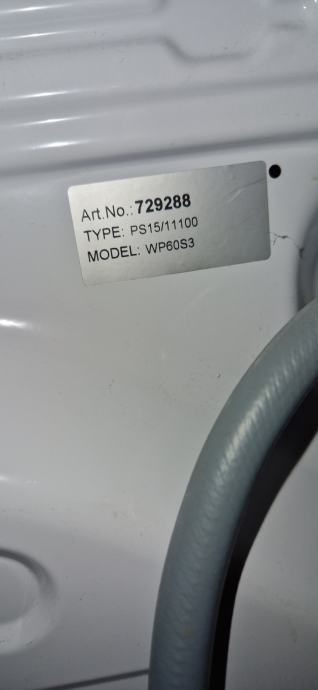 Art.No.:729288
TYPE: PS15/11100
MODEL: WP60S3